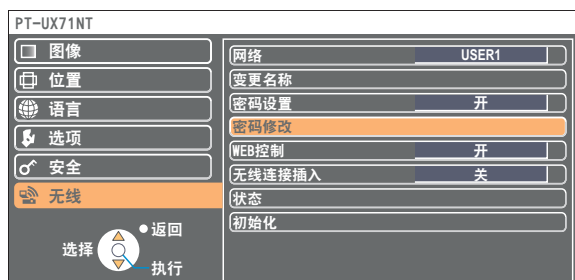 PT-UX71NT
图像
位置
语言
选项
安全
无线
选择
返回
执行
网络 USER1
变更名称
密码设置 开
密码修改
WEB控制 开
无线连接插入 关
状态
初始化